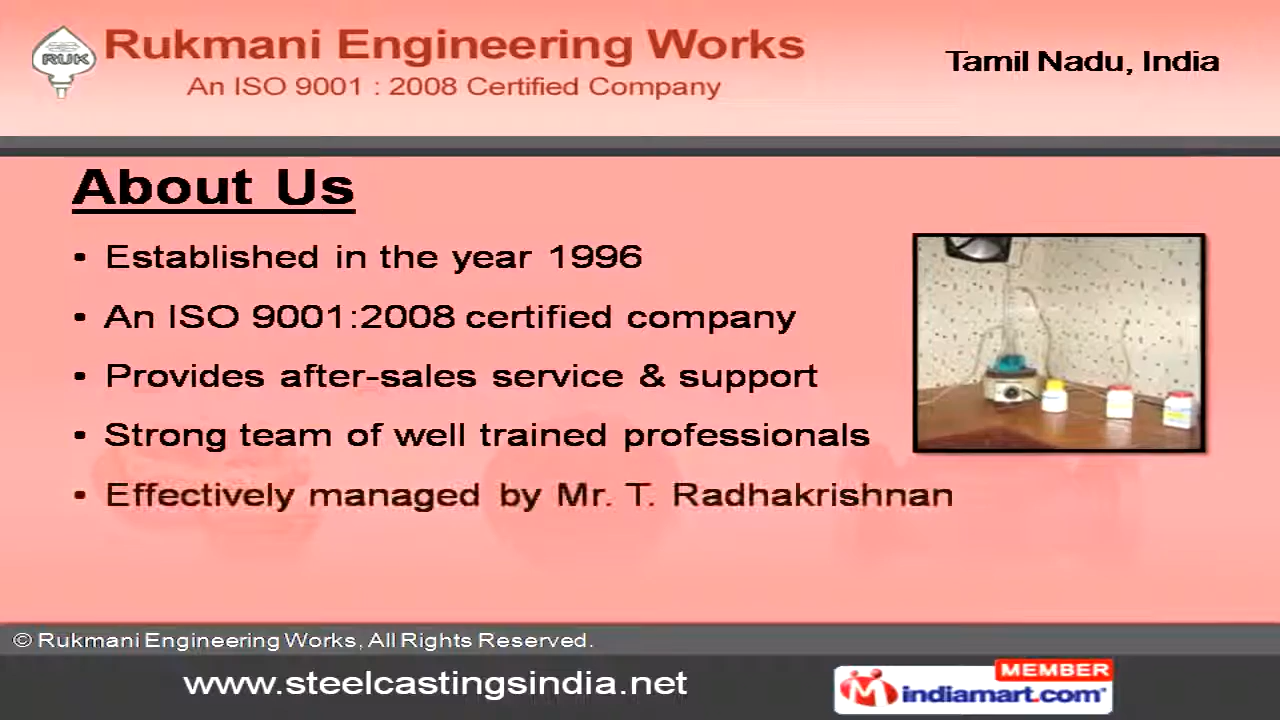 RUK
Rukmani Engineering Works
An ISO 9001 : 2008 Certified Company
Tamil Nadu, India
About Us
• Established in the year 1996
• An ISO 9001:2008 certified company
• Provides after-sales service & support
• Strong team of well trained professionals
• Effectively managed by Mr. T. Radhakrishnan
© Rukmani Engineering Works, All Rights Reserved.
www.steelcastingsindia.net
MEMBER
indiamart.com